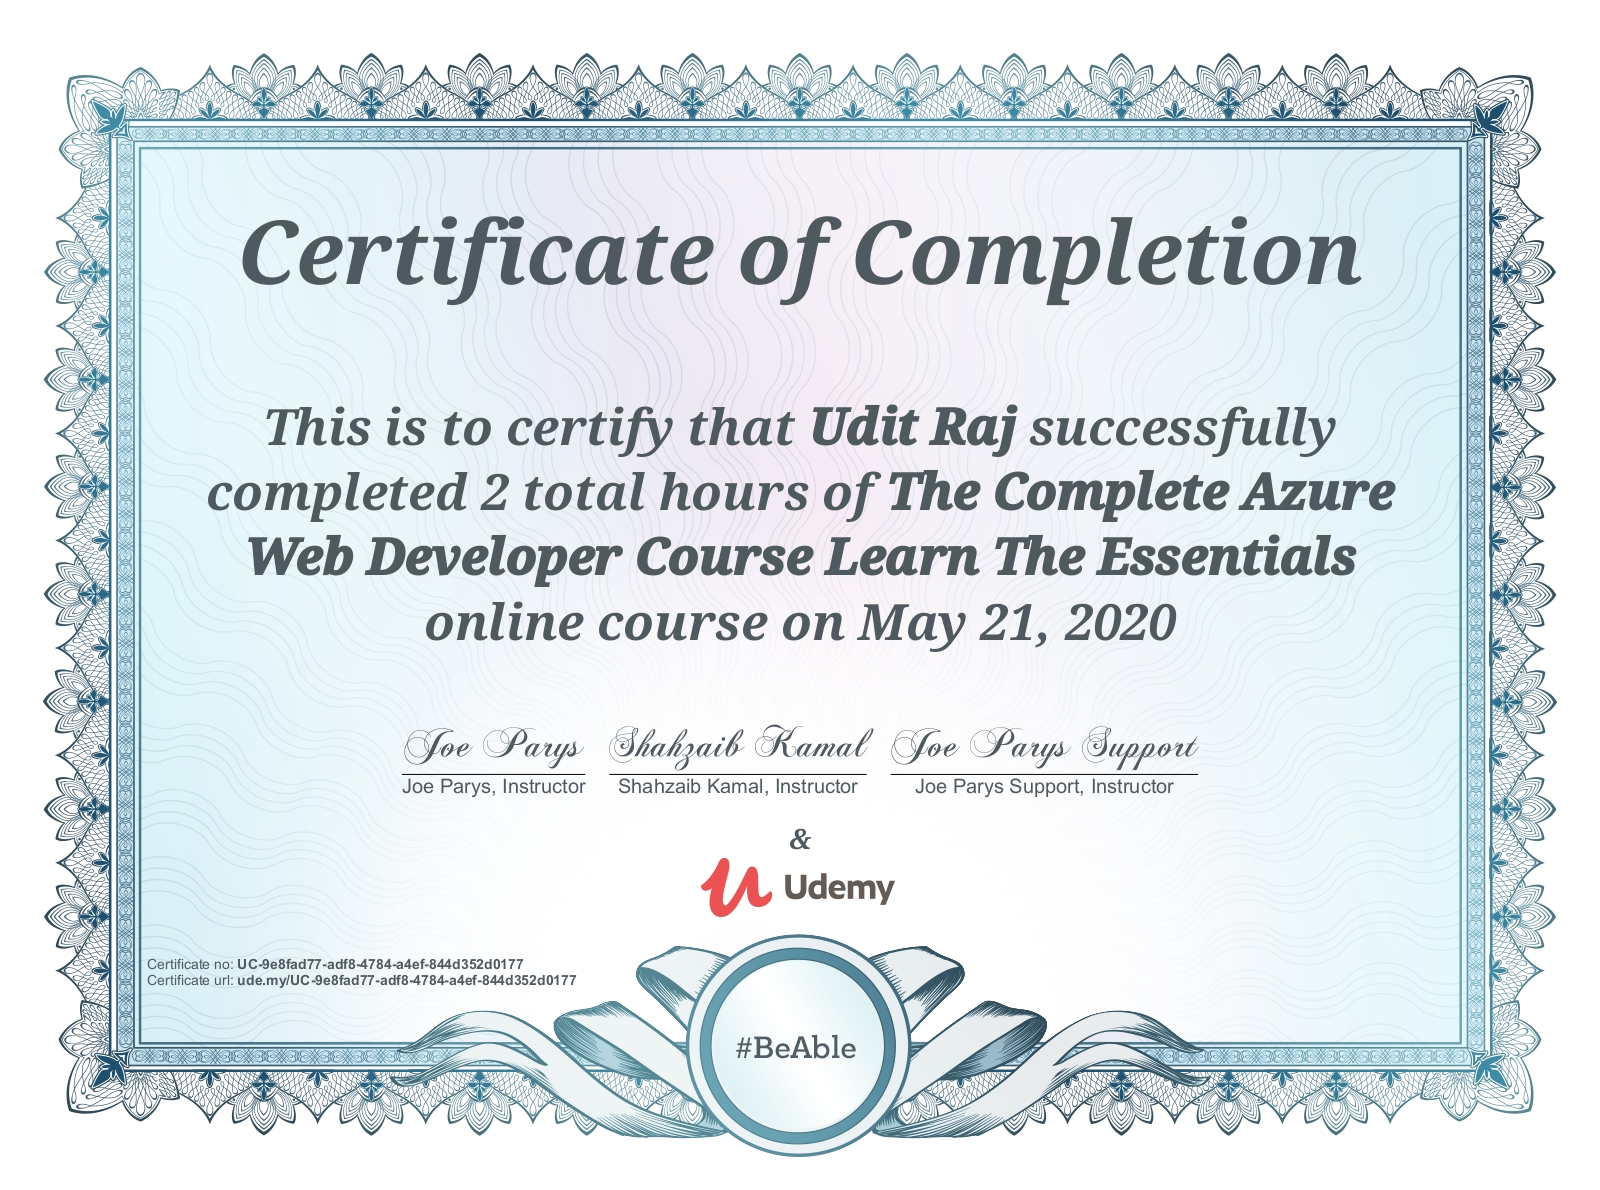 Certificate of Completion
This is to certify that Udit Raj successfully
completed 2 total hours of The Complete Azure
Web Developer Course Learn The Essentials
online course on May 21, 2020
Joe Parys Shahzaib Kamal Joe Parys Support
Joe Parys, Instructor Shahzaib Kamal, Instructor Joe Parys Support, Instructor
&
Udemy
Certificate no: UC-9e8fad77-adf8-4784-a4ef-844d352d0177
Certificate url: ude.my/UC-9e8fad77-adf8-4784-a4ef-844d352d0177
#BeAble